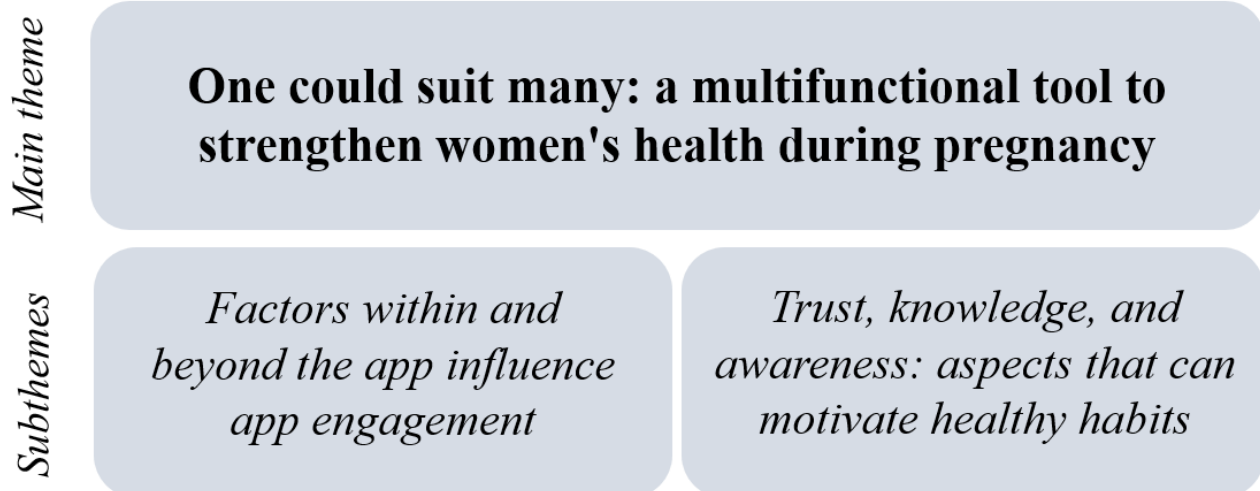 Main theme
One could suit many: a multifunctional tool to
strengthen women's health during pregnancy
Subthemes
Factors within and
beyond the app influence
app engagement
Trust, knowledge, and
awareness: aspects that can
motivate healthy habits